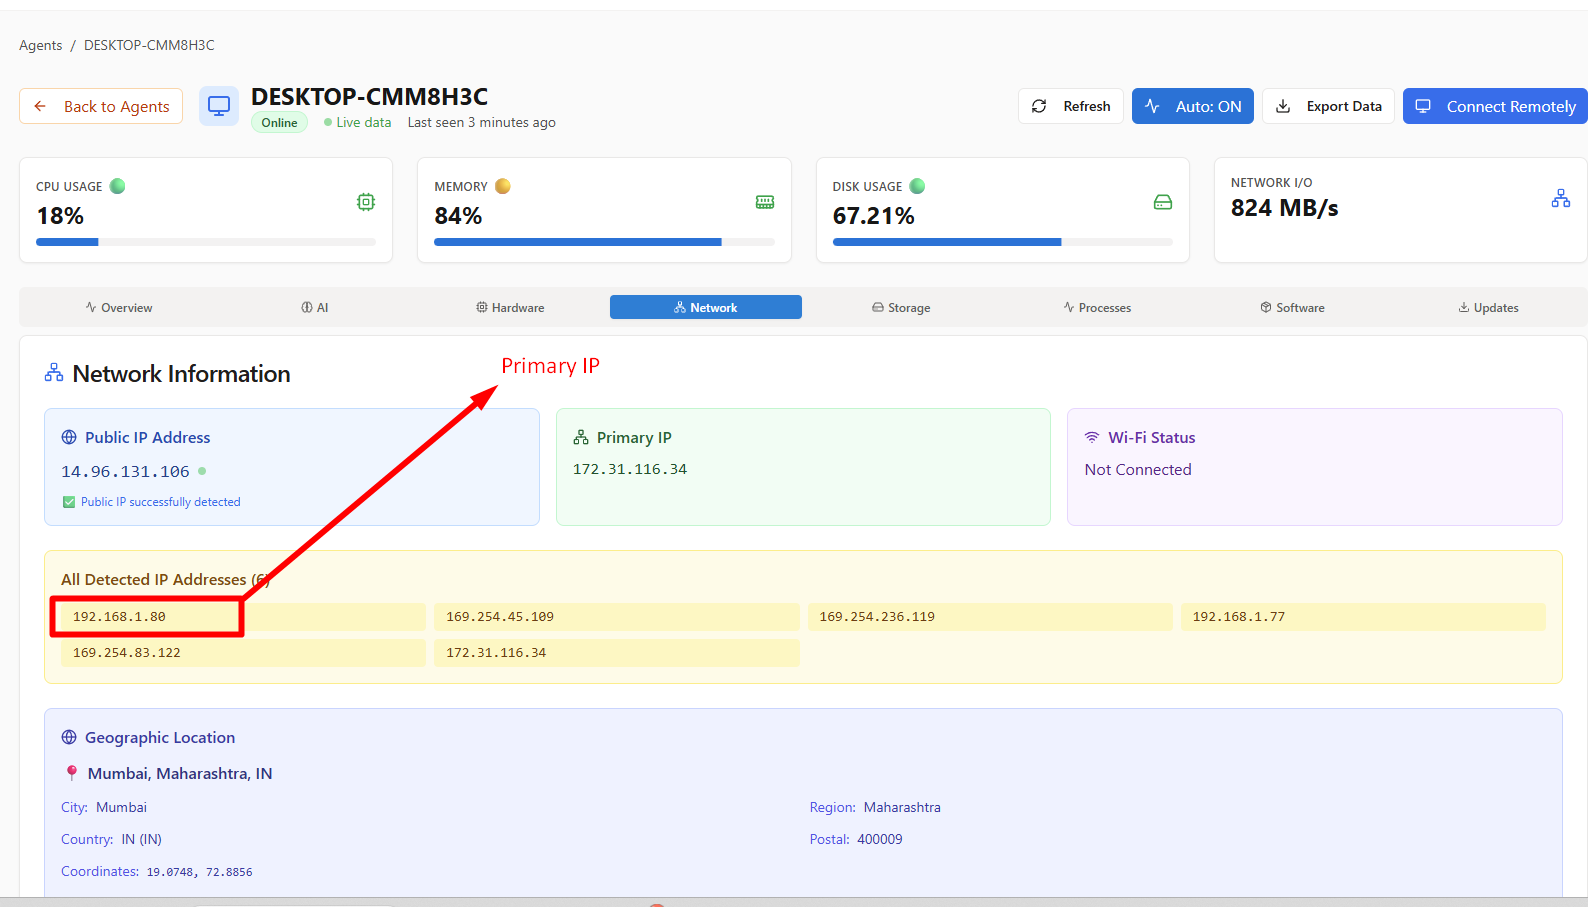 Agents / DESKTOP-CMM8H3C
Back to Agents
DESKTOP-CMM8H3C
Online Live data Last seen 3 minutes ago
Refresh
Auto: ON
Export Data
Connect Remotely
CPU USAGE
18%
MEMORY
84%
DISK USAGE
67.21%
NETWORK I/O
824 MB/s
Overview
AI
Hardware
Network
Storage
Processes
Software
Updates
Network Information
Primary IP
Public IP Address
14.96.131.106
Public IP successfully detected
Primary IP
172.31.116.34
Wi-Fi Status
Not Connected
All Detected IP Addresses (6)
192.168.1.80
169.254.45.109
169.254.236.119
192.168.1.77
169.254.83.122
172.31.116.34
Geographic Location
Mumbai, Maharashtra, IN
City: Mumbai
Region: Maharashtra
Country: IN (IN)
Postal: 400009
Coordinates: 19.0748, 72.8856